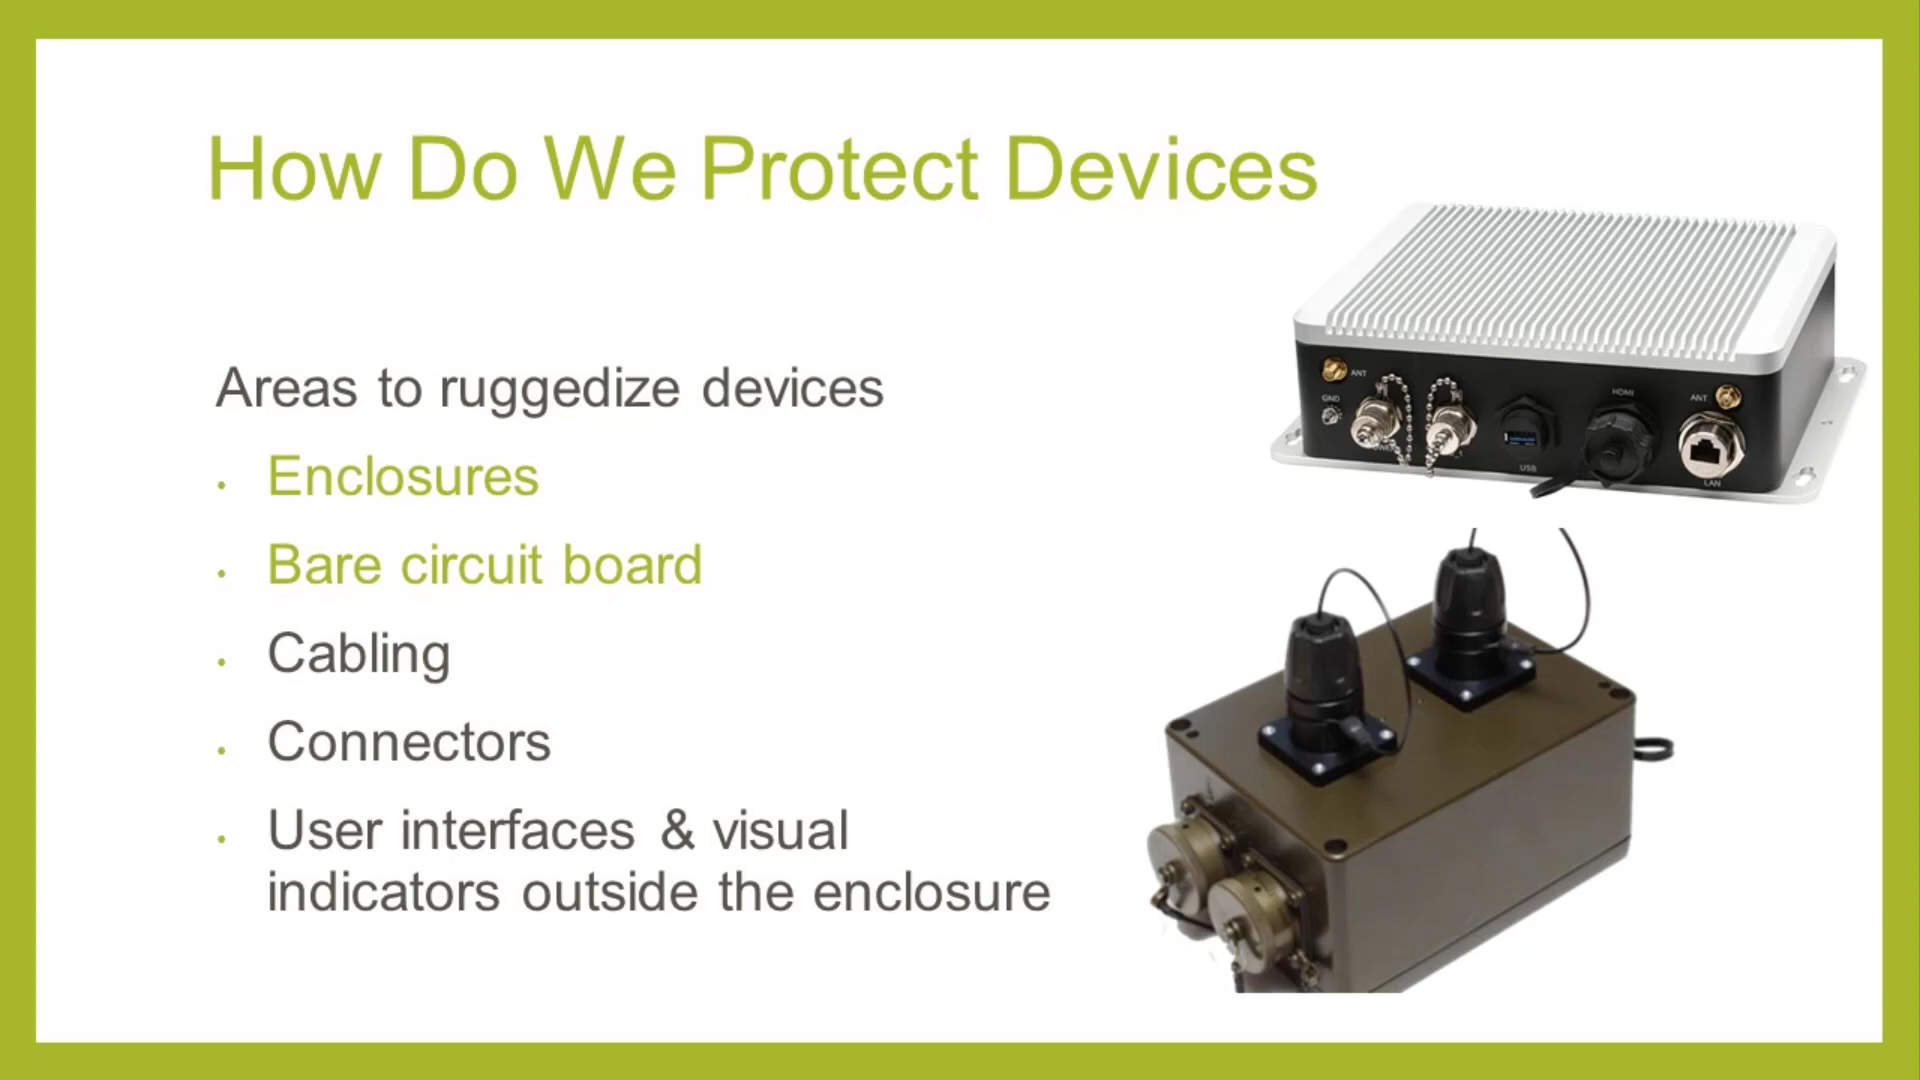 How Do We Protect Devices
Areas to ruggedize devices
• Enclosures
• Bare circuit board
• Cabling
• Connectors
• User interfaces & visual
indicators outside the enclosure
ANT
GND
USB
HDMI
ANT
LAN